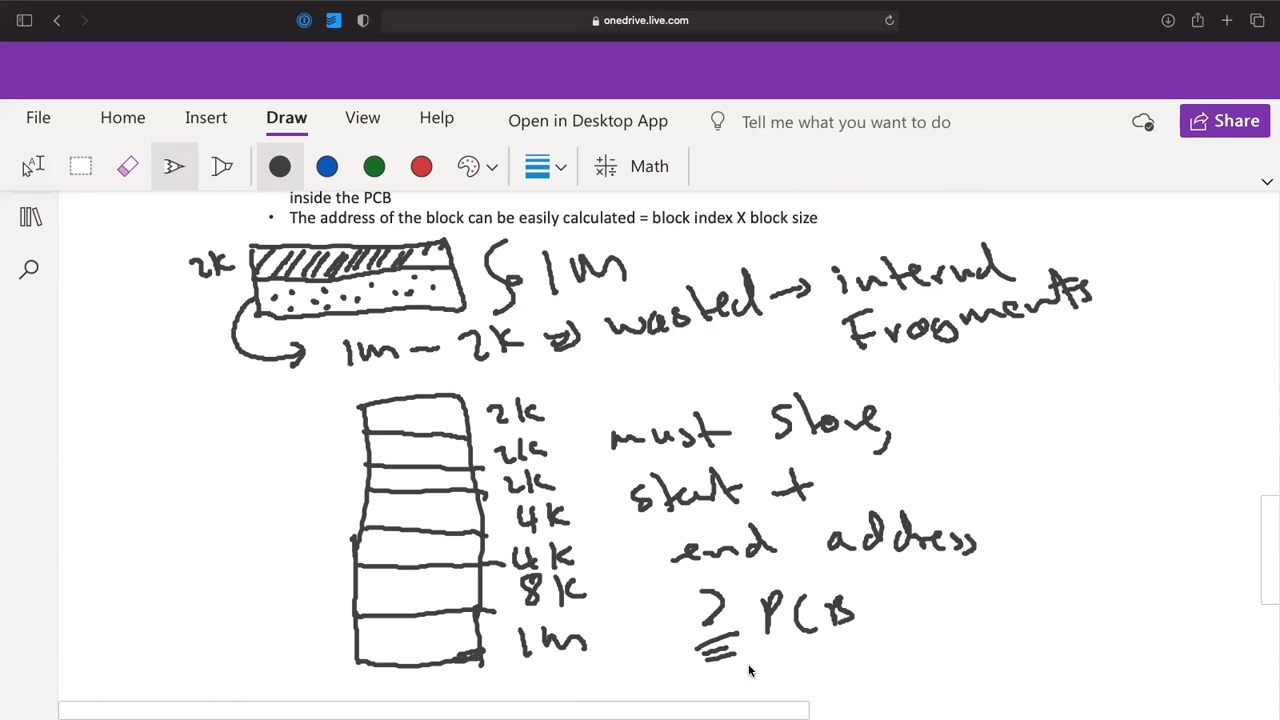 onedrive.live.com
File Home Insert Draw View Help Open in Desktop App Tell me what you want to do Share
Math
inside the PCB
• The address of the block can be easily calculated = block index X block size
2k
1m
1m - 2k ⇒ wasted → internal
Fragments
2k
2k
2k
4k
4k
8k
1m
must store,
start +
end address
2 PCB